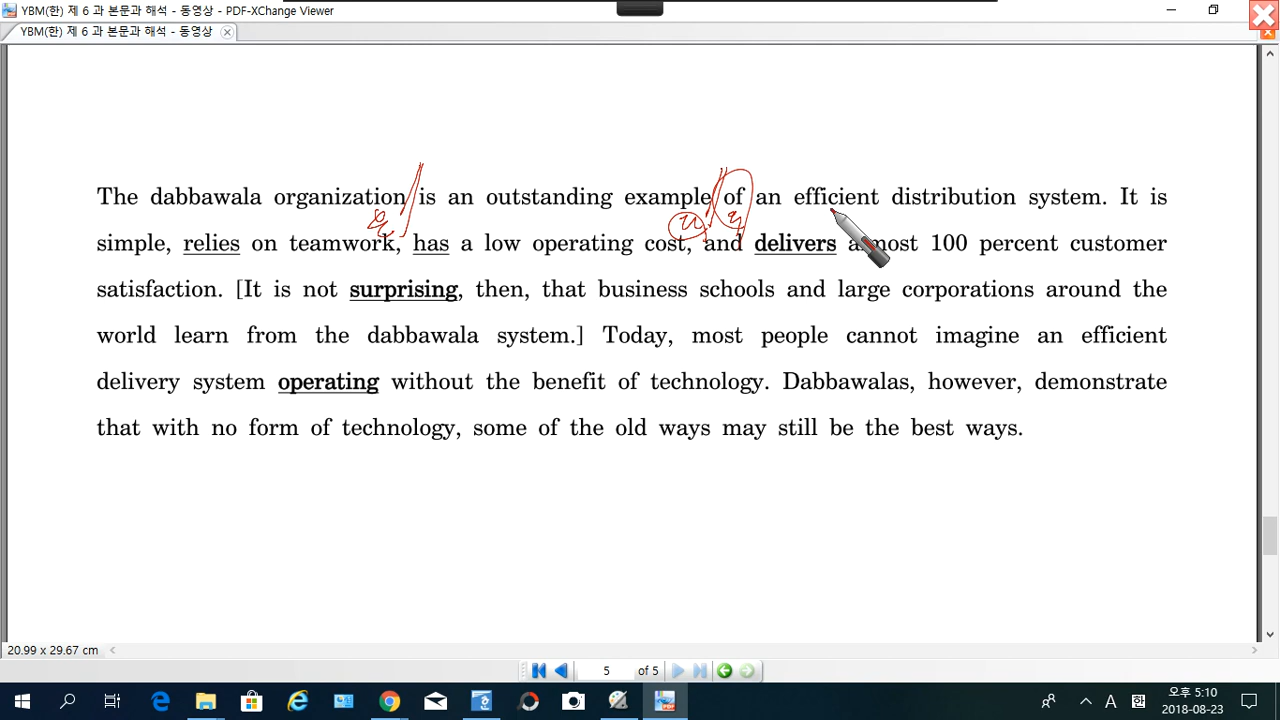 YBM(한) 제 6 과 본문과 해석 - 동영상 - PDF-XChange Viewer
YBM(한) 제 6 과 본문과 해석 - 동영상
The dabbawala organization is an outstanding example of an efficient distribution system. It is
simple, relies on teamwork, has a low operating cost, and delivers almost 100 percent customer
satisfaction. [It is not surprising, then, that business schools and large corporations around the
world learn from the dabbawala system.] Today, most people cannot imagine an efficient
delivery system operating without the benefit of technology. Dabbawalas, however, demonstrate
that with no form of technology, some of the old ways may still be the best ways.
20.99 x 29.67 cm
5 of 5
A 한 오후 5:10
2018-08-23